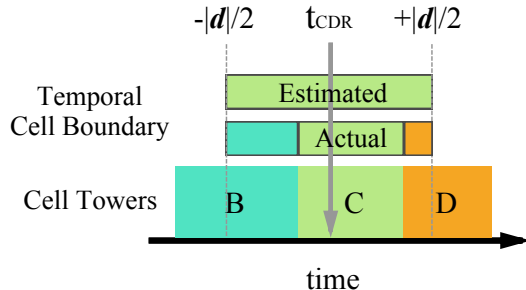 -|d|/2 tCDR +|d|/2
Estimated
Temporal
Cell Boundary
Actual
Cell Towers B C D
time